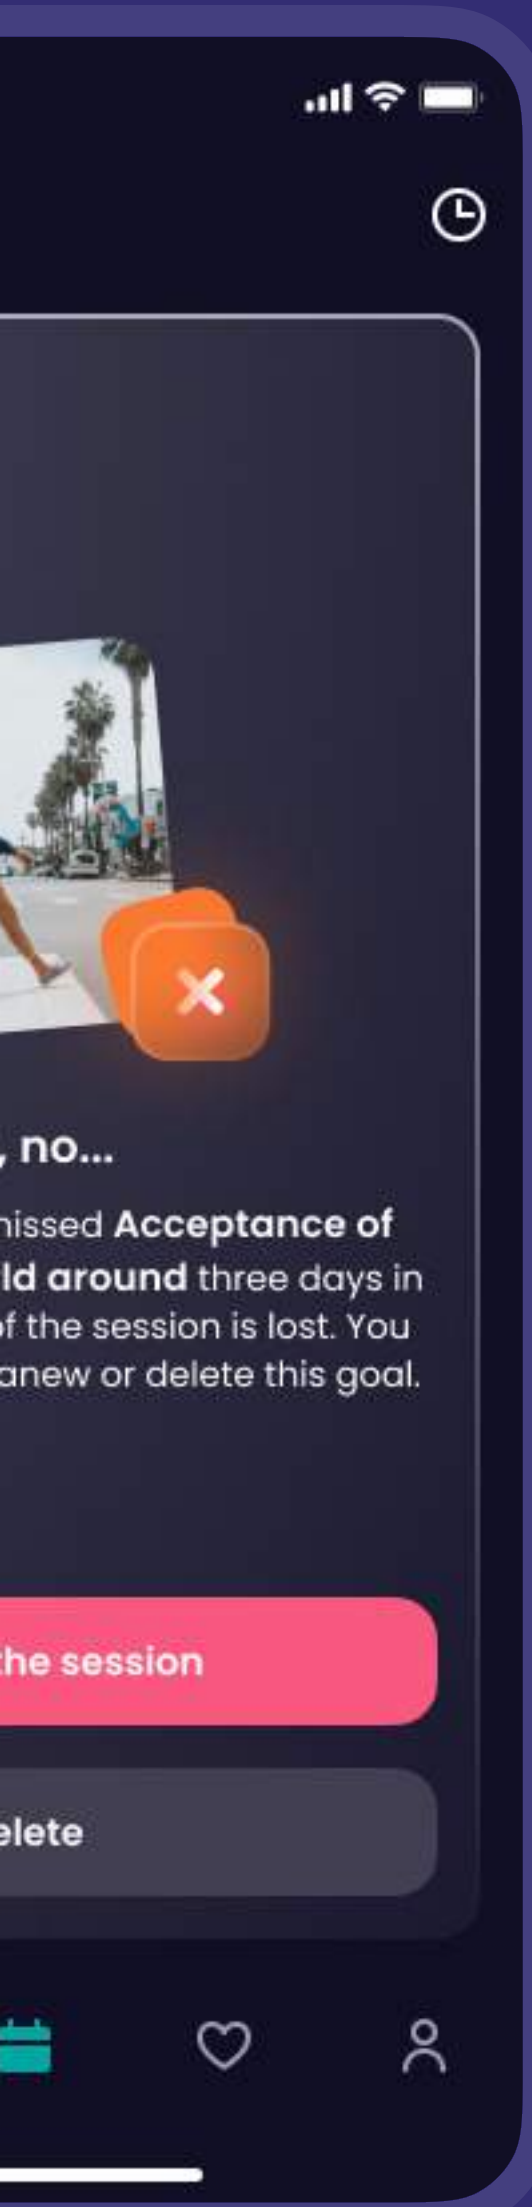 , no...
missed Acceptance of
ld around three days in
of the session is lost. You
anew or delete this goal.
the session
elete